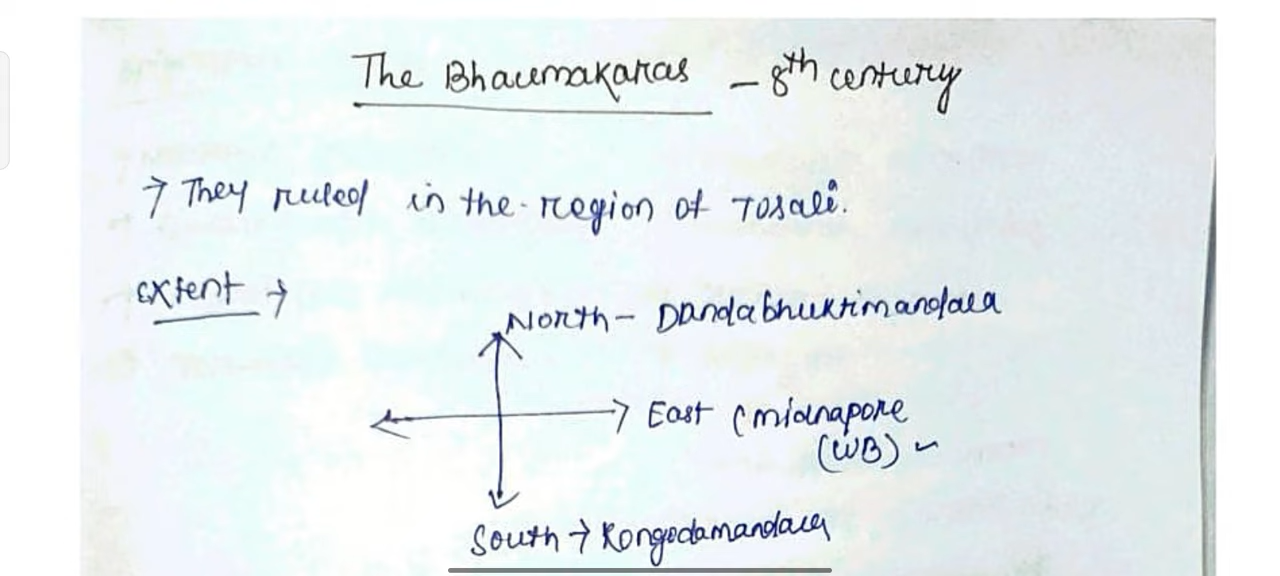 The Bhaumakaras - 8th century
→ They ruled in the region of Tosali.
Extent →
North - Dandabhuktimandala
East (midnapore
(WB)
South → Kongodamandala